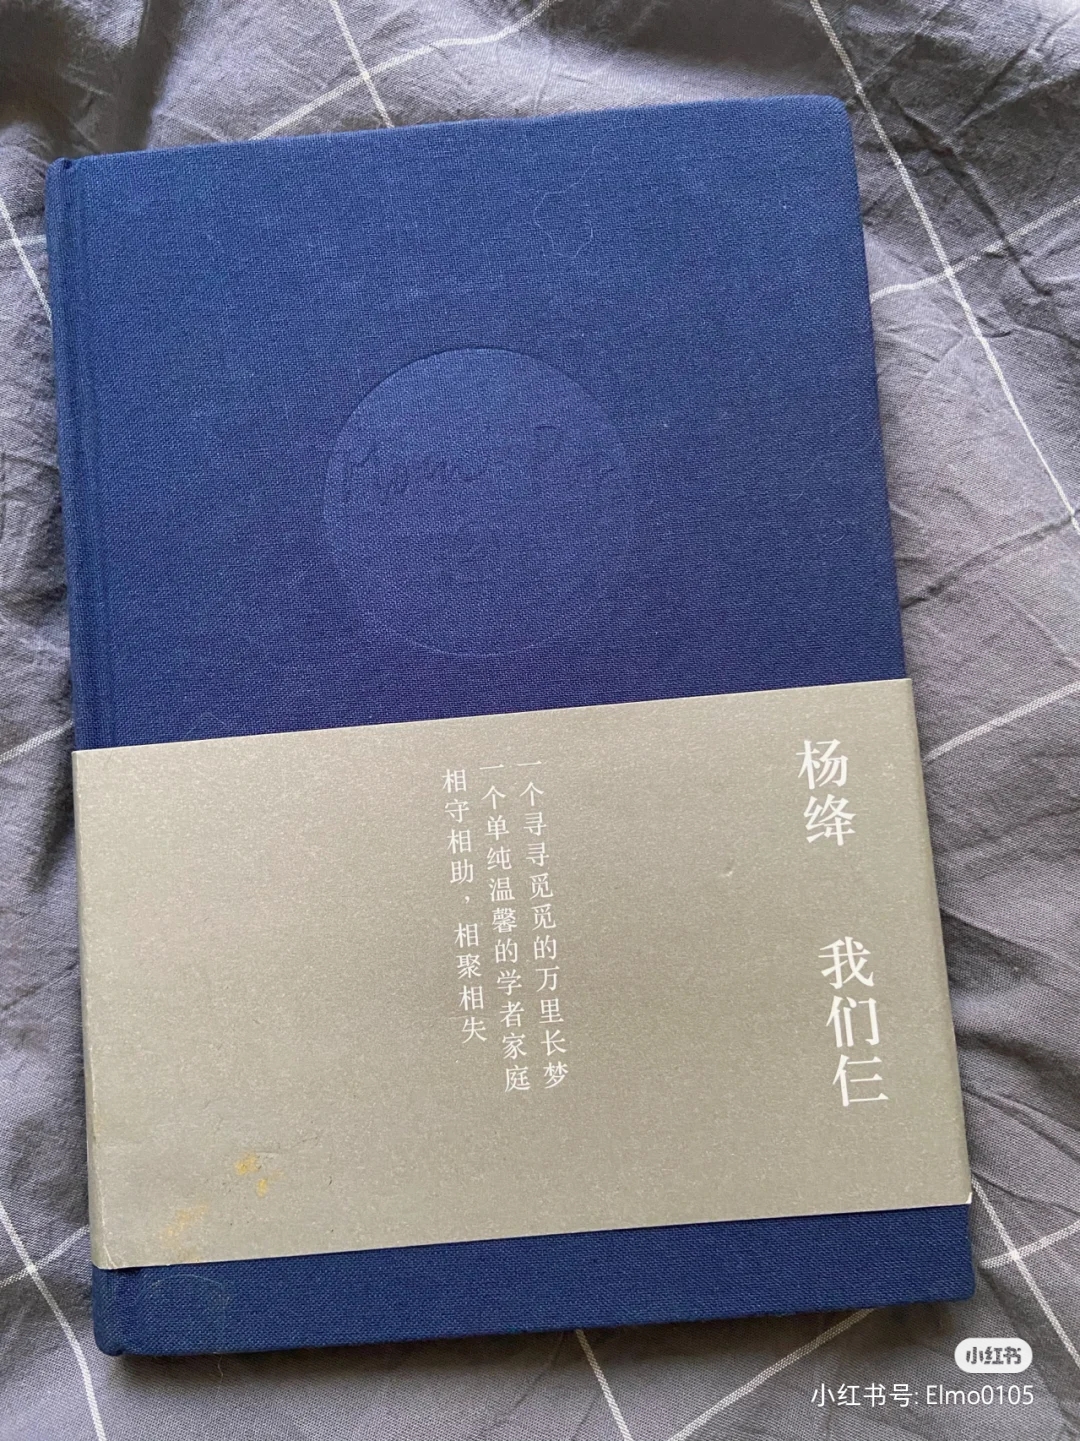 杨绛 我们仨
一个寻寻觅觅的万里长梦
一个单纯温馨的学者家庭
相守相助，相聚相失
小红书
小红书号: Elmo0105